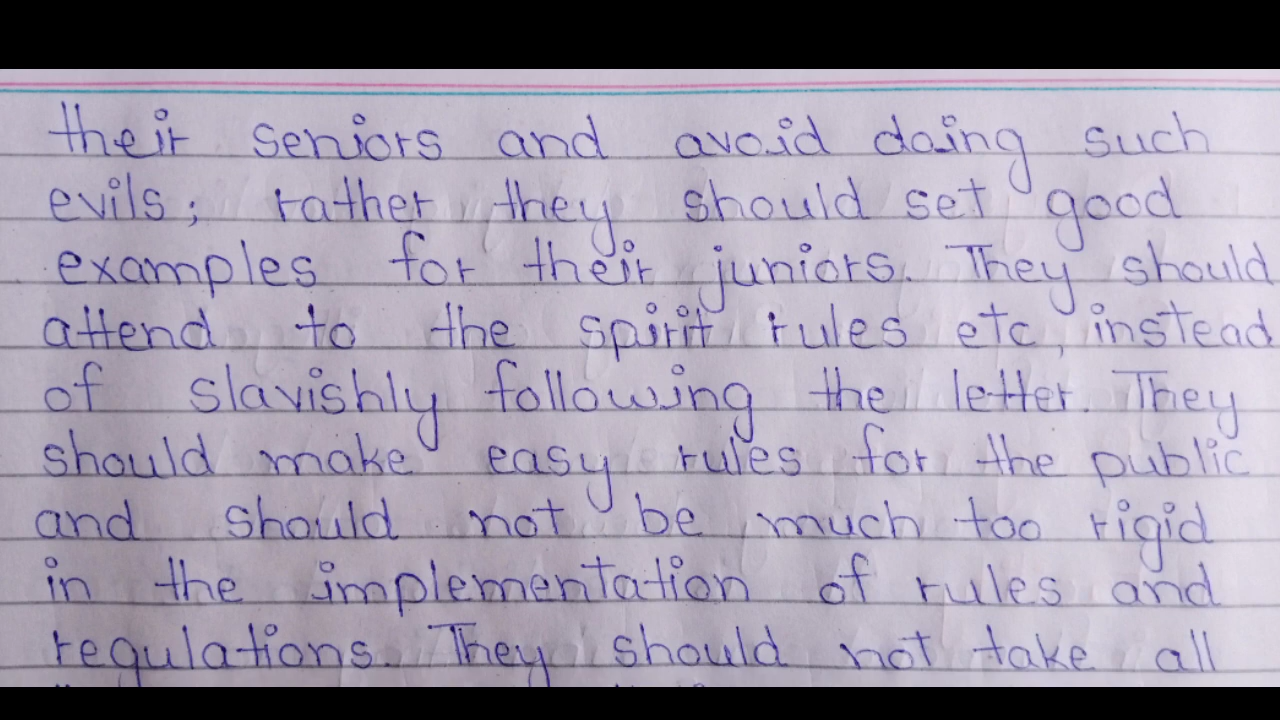 their seniors and avoid doing such
evils; rather they should set good
examples for their juniors. They should
attend to the spirit rules etc, instead
of slavishly following the letter. They
should make easy rules for the public
and should not be much too rigid
in the implementation of rules and
regulations. They should not take all